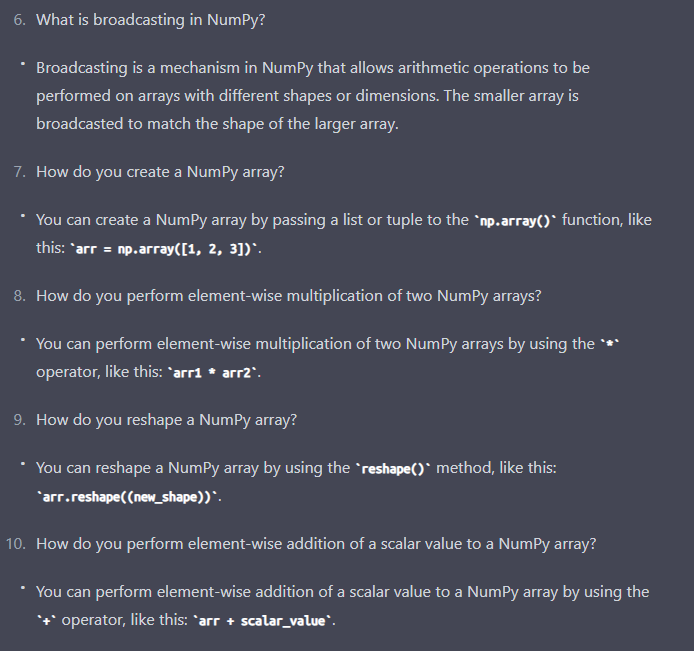 6. What is broadcasting in NumPy?
• Broadcasting is a mechanism in NumPy that allows arithmetic operations to be
performed on arrays with different shapes or dimensions. The smaller array is
broadcasted to match the shape of the larger array.
7. How do you create a NumPy array?
• You can create a NumPy array by passing a list or tuple to the `np.array()` function, like
this: `arr = np.array([1, 2, 3])`.
8. How do you perform element-wise multiplication of two NumPy arrays?
• You can perform element-wise multiplication of two NumPy arrays by using the `*`
operator, like this: `arr1 * arr2`.
9. How do you reshape a NumPy array?
• You can reshape a NumPy array by using the `reshape()` method, like this:
`arr.reshape((new_shape))`.
10. How do you perform element-wise addition of a scalar value to a NumPy array?
• You can perform element-wise addition of a scalar value to a NumPy array by using the
`+` operator, like this: `arr + scalar_value`.